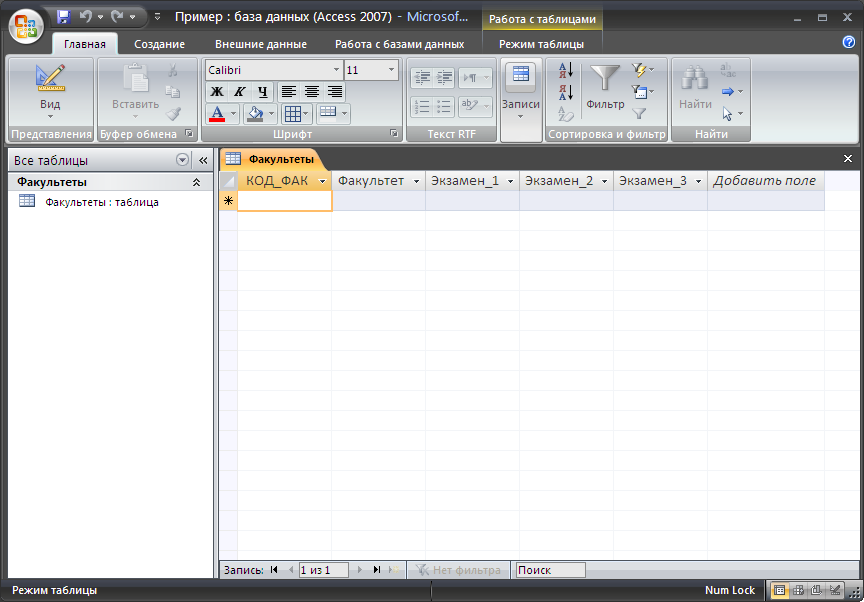 Пример : база данных (Access 2007) - Microsof...
Работа с таблицами
Главная Создание Внешние данные Работа с базами данных Режим таблицы
Вид
Представления
Вставить
Буфер обмена
Calibri 11
Ж К Ч
А
Шрифт
Текст RTF
Записи
Фильтр
Сортировка и фильтр
Найти
Найти
Все таблицы
Факультеты
Факультеты : таблица
Факультеты
КОД_ФАК Факультет Экзамен_1 Экзамен_2 Экзамен_3 Добавить поле
Запись: 1 из 1 Нет фильтра Поиск
Режим таблицы Num Lock